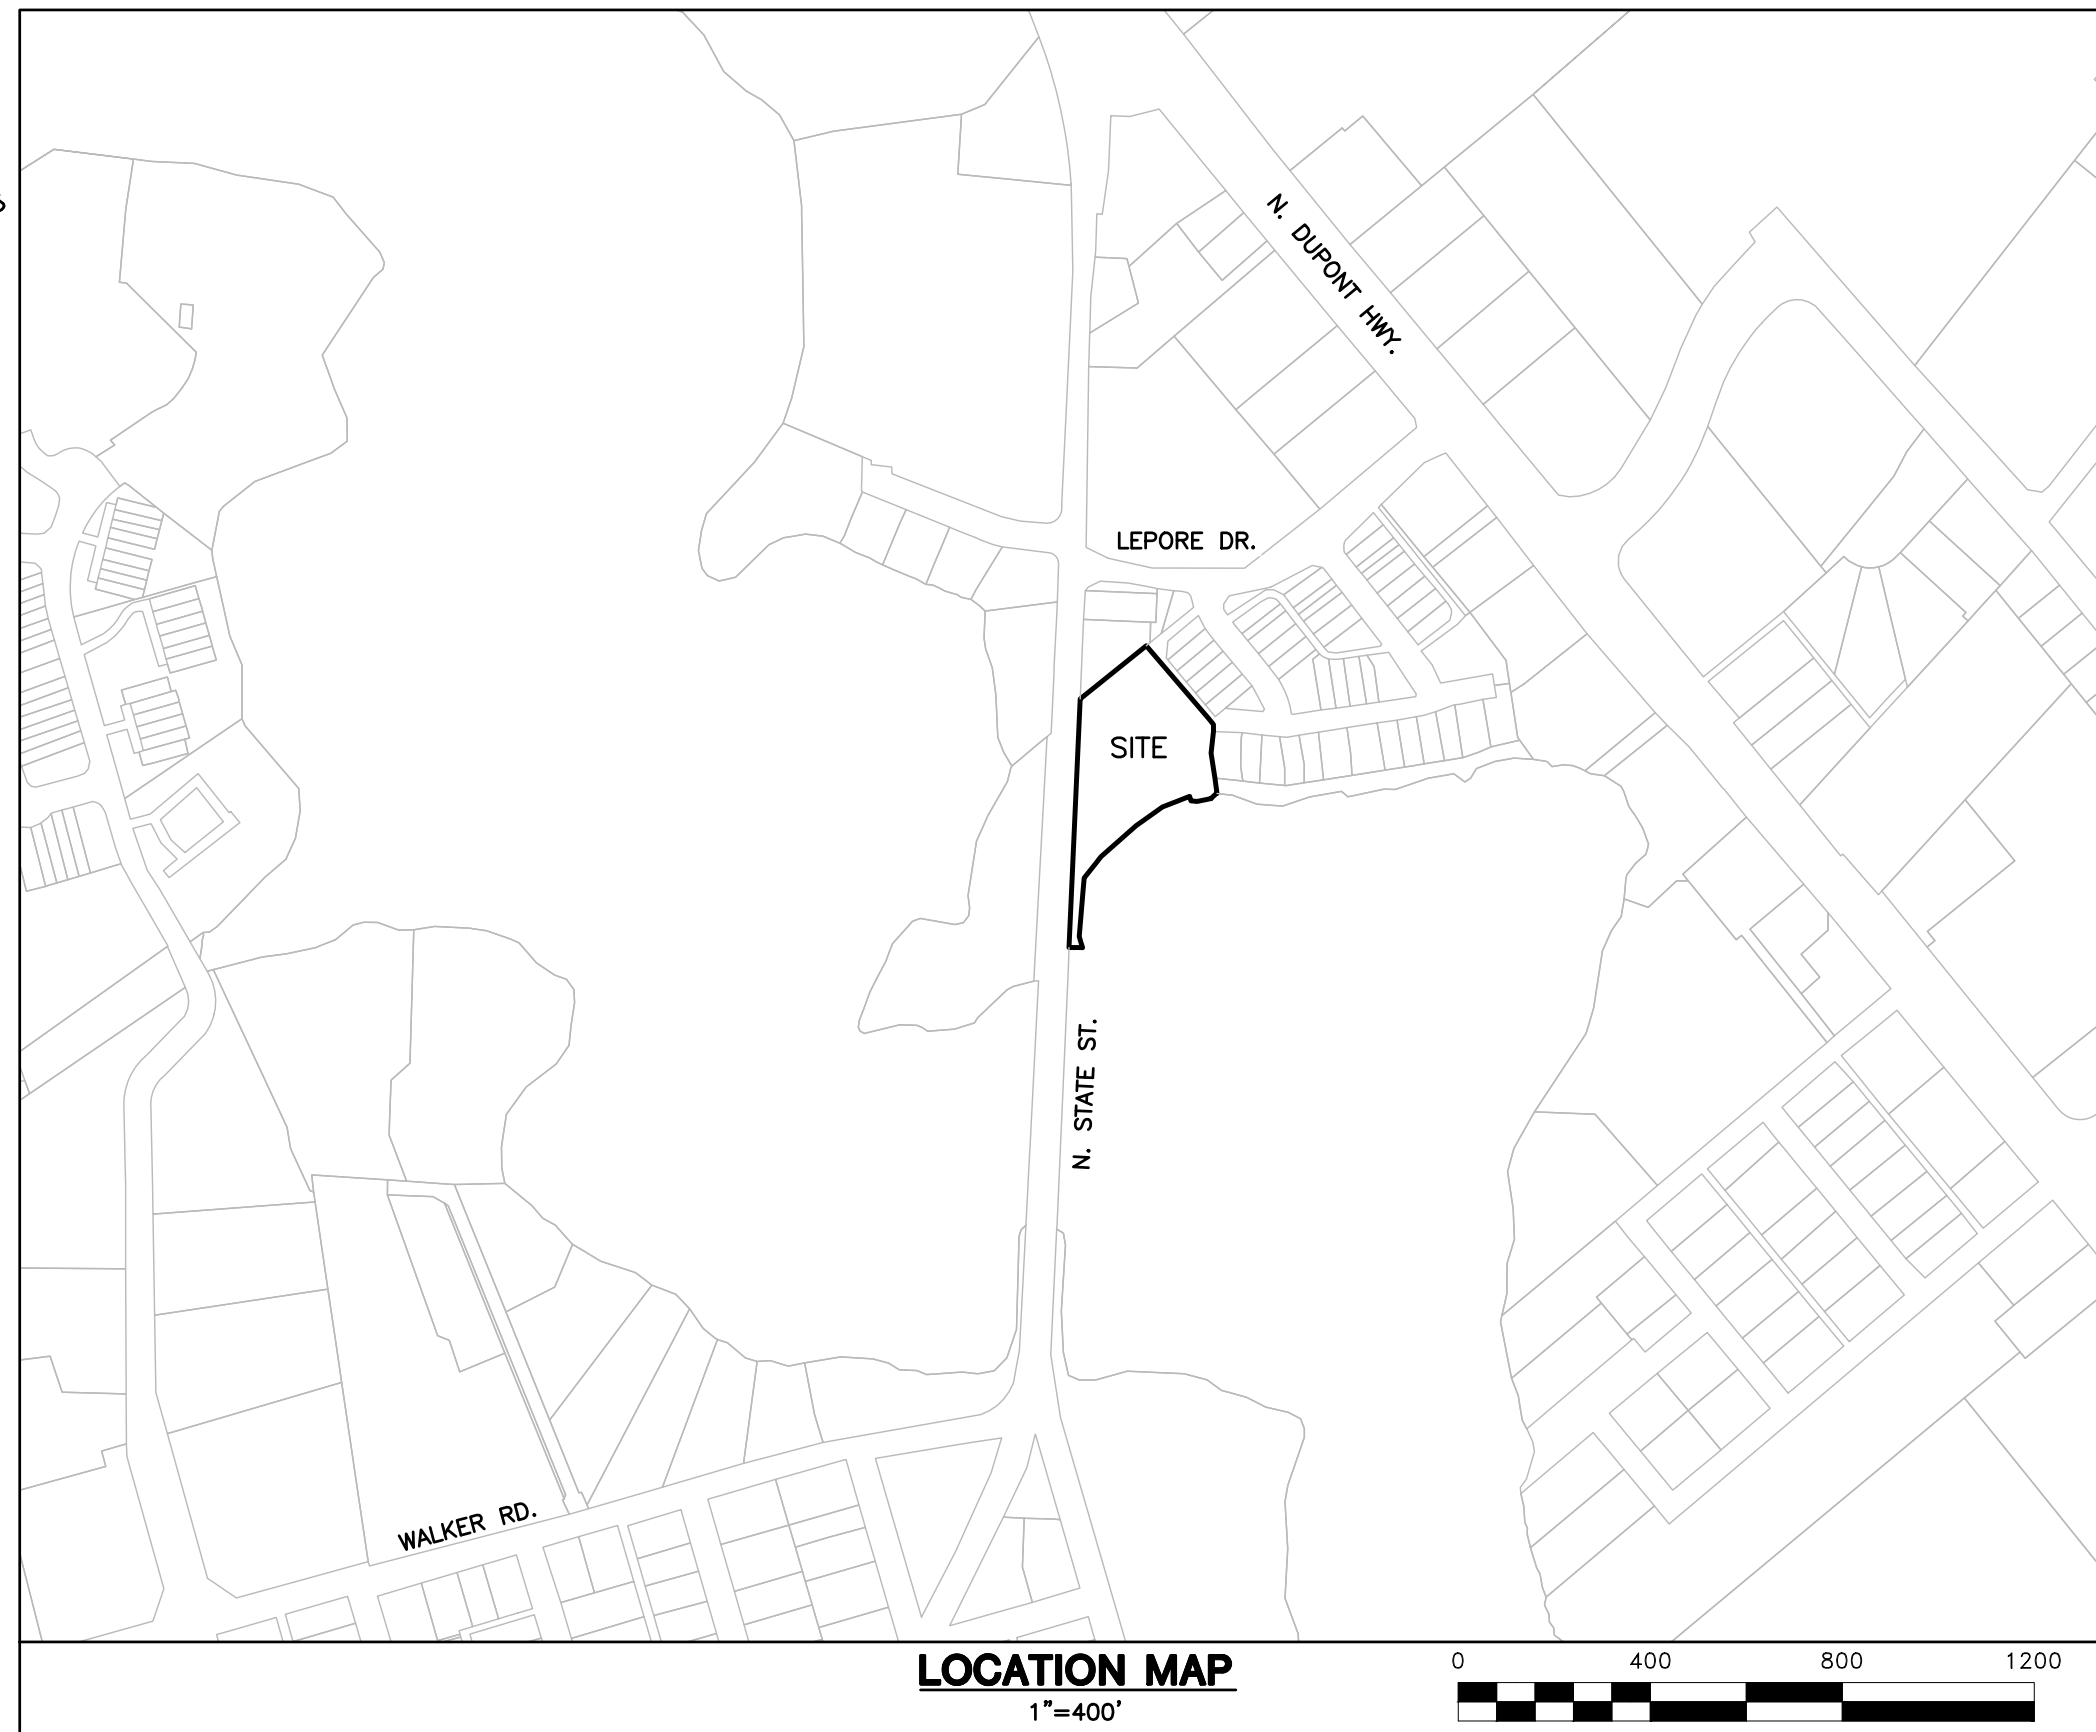 N. DUPONT HWY.
LEPORE DR.
SITE
N. STATE ST.
WALKER RD.
LOCATION MAP
1"=400'
0 400 800 1200